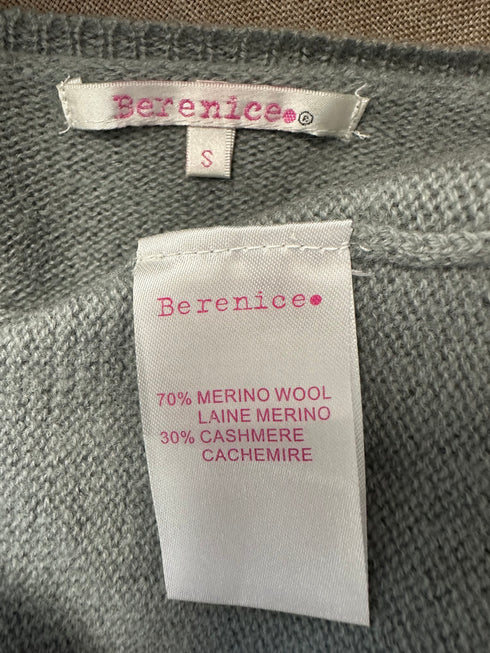 Berenice.®
S
Berenice.
70% MERINO WOOL
LAINE MERINO
30% CASHMERE
CACHEMIRE